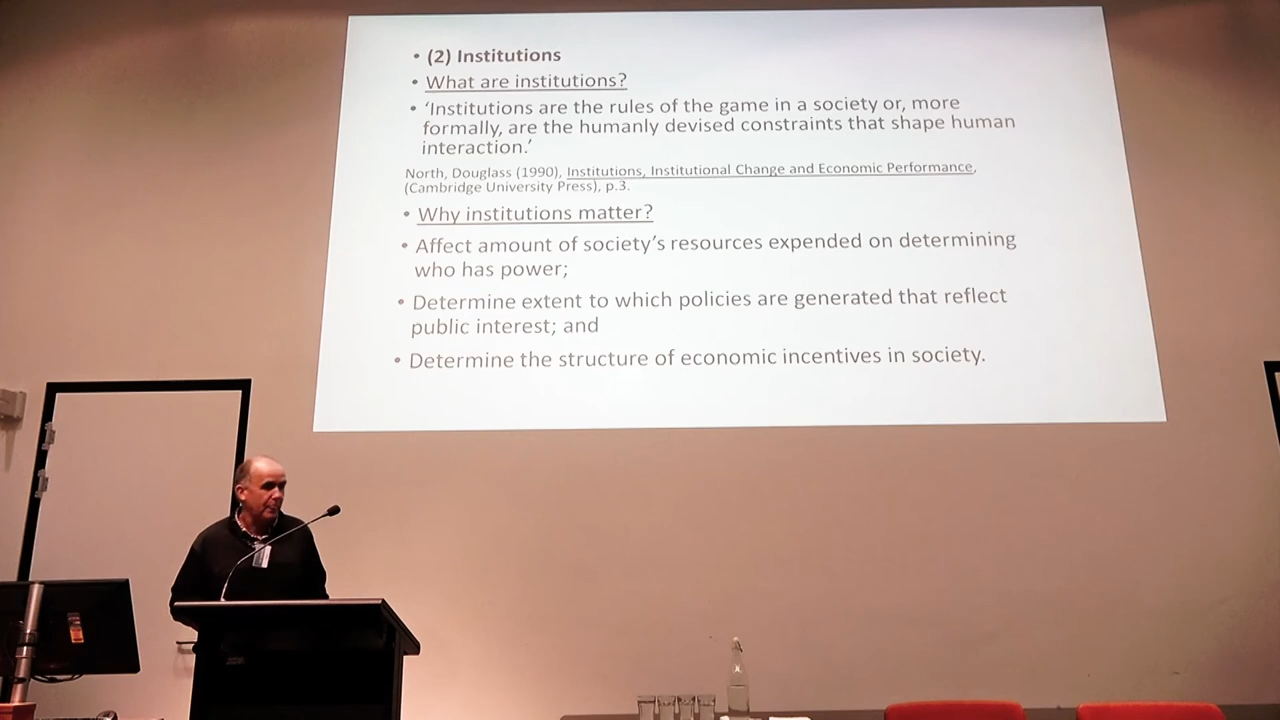 • (2) Institutions
• What are institutions?
• ‘Institutions are the rules of the game in a society or, more
formally, are the humanly devised constraints that shape human
interaction.’
North, Douglass (1990), Institutions, Institutional Change and Economic Performance,
(Cambridge University Press), p.3.
• Why institutions matter?
• Affect amount of society’s resources expended on determining
who has power;
• Determine extent to which policies are generated that reflect
public interest; and
• Determine the structure of economic incentives in society.